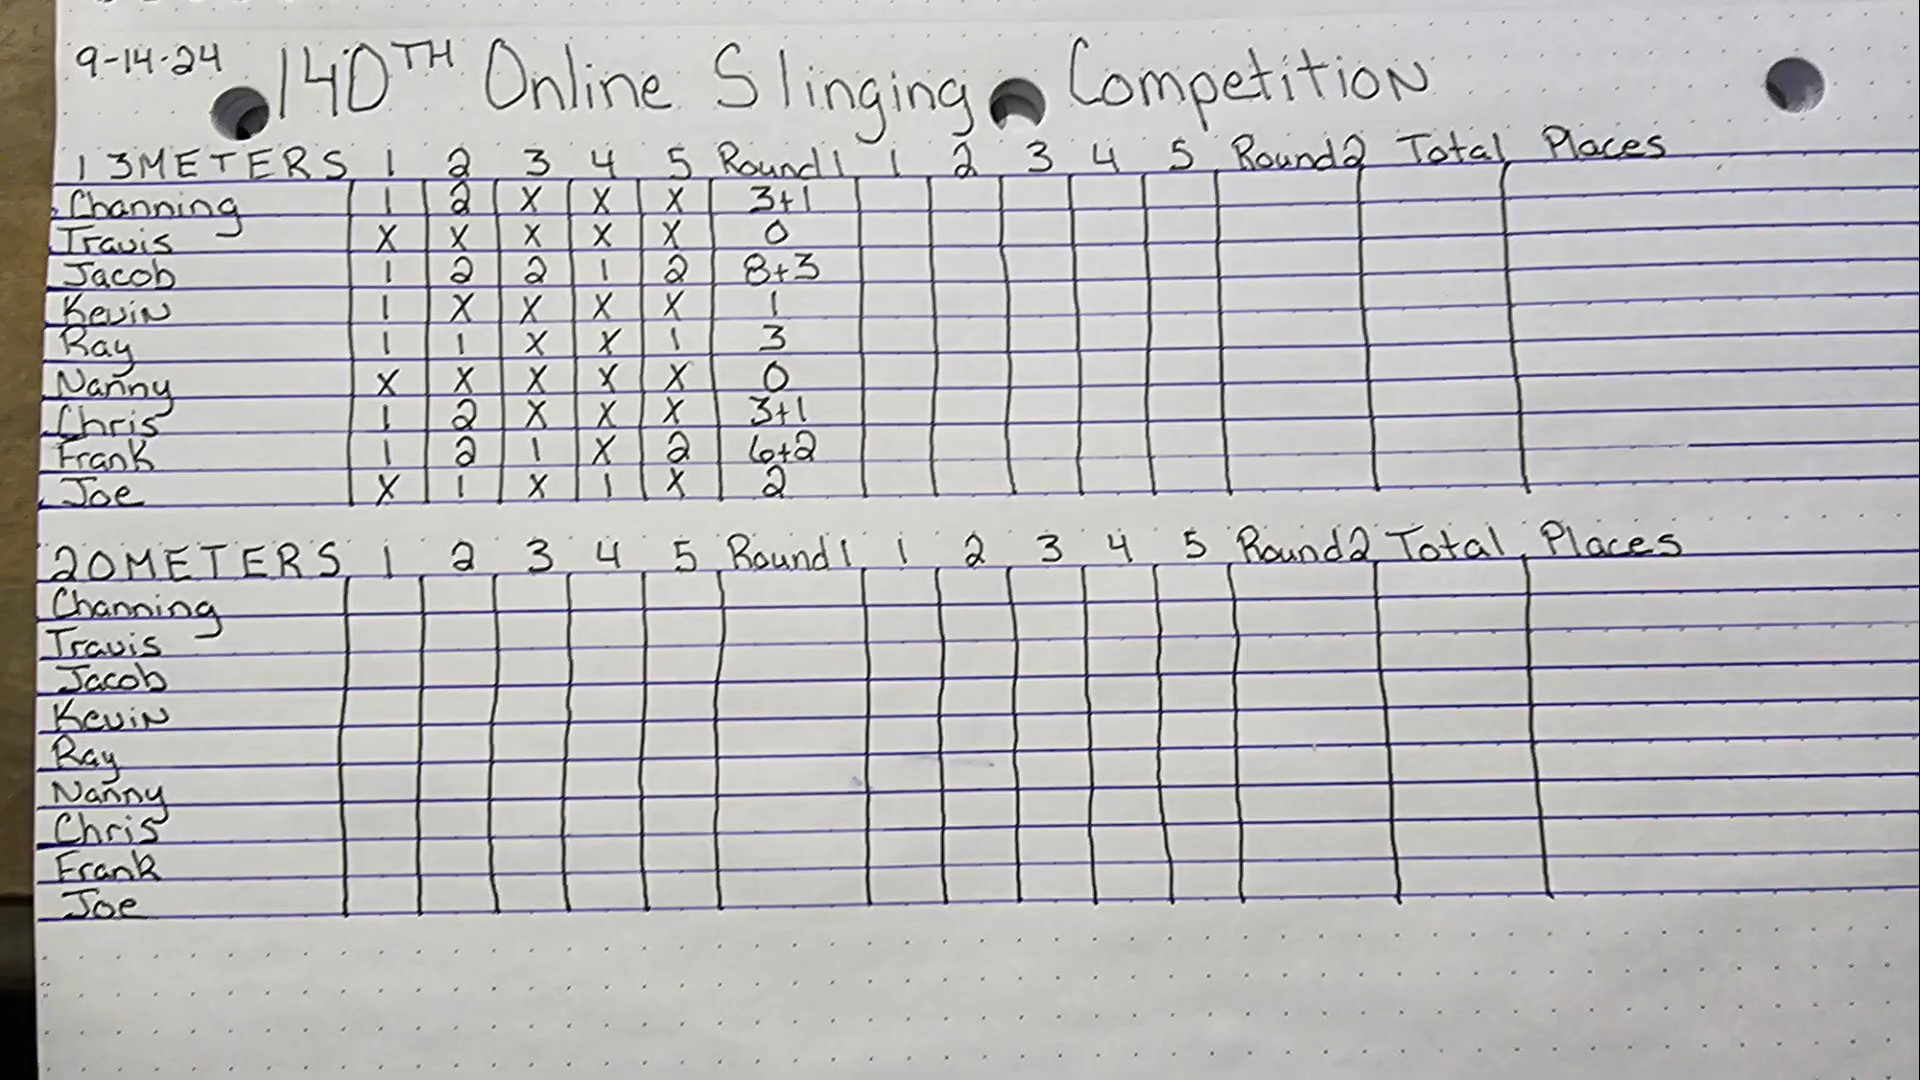 9-14-24 140TH Online Slinging Competition
13METERS 1 2 3 4 5 Round1 1 2 3 4 5 Round2 Total Places
Channing 1 2 X X X 3+1
Travis X X X X X 0
Jacob 1 2 2 1 2 8+3
Kevin 1 X X X X 1
Ray 1 1 X X 1 3
Nanny X X X X X 0
Chris 1 2 X X X 3+1
Frank 1 2 1 X 2 6+2
Joe X 1 X 1 X 2
20METERS 1 2 3 4 5 Round1 1 2 3 4 5 Round2 Total Places
Channing
Travis
Jacob
Kevin
Ray
Nanny
Chris
Frank
Joe